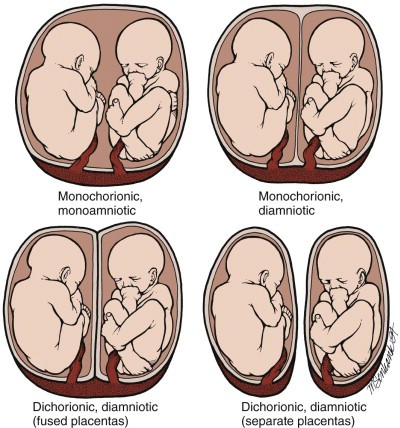 Monochorionic,
monoamniotic
Monochorionic,
diamniotic
Dichorionic, diamniotic
(fused placentas)
Dichorionic, diamniotic
(separate placentas)